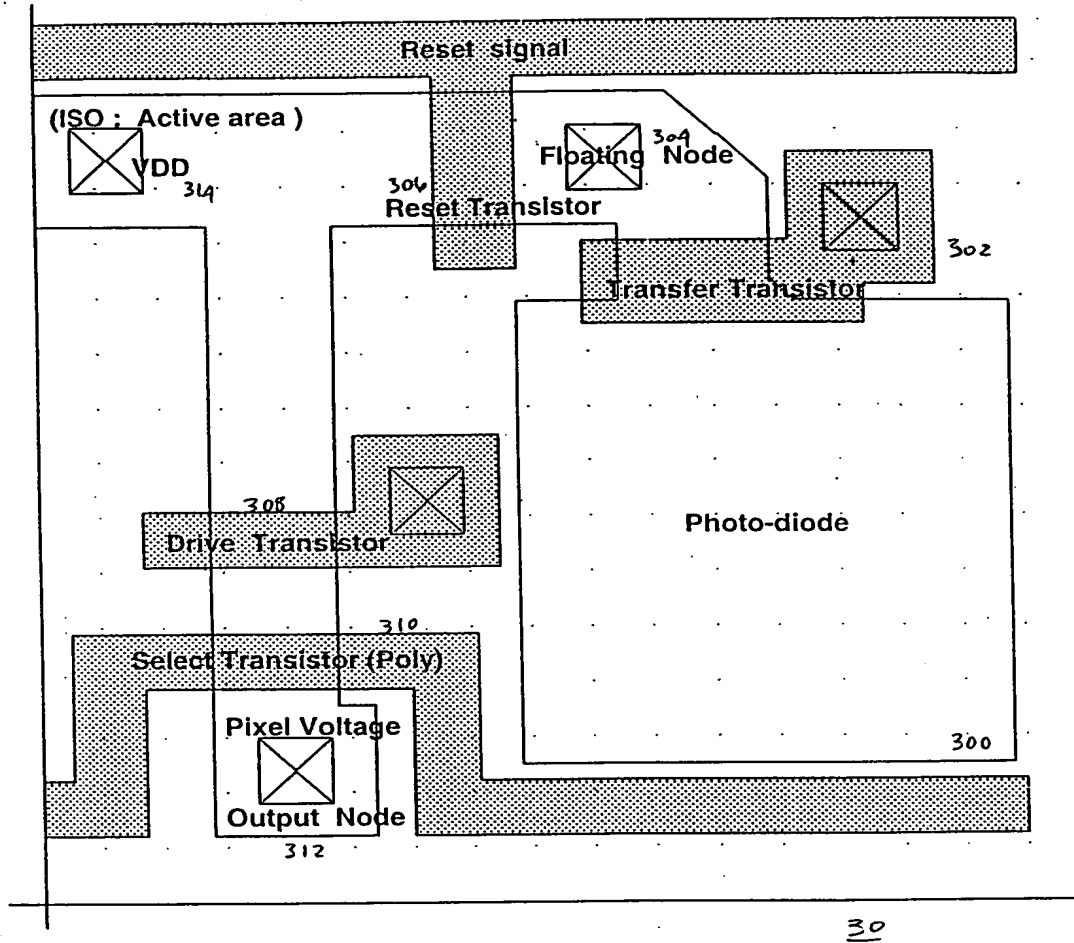 Reset signal
(ISO ; Active area )
304
Floating Node
VDD
314
306
Reset Transistor
302
Transfer Transistor
308
Drive Transistor
Photo-diode
310
Select Transistor (Poly)
Pixel Voltage
300
Output Node
312
30